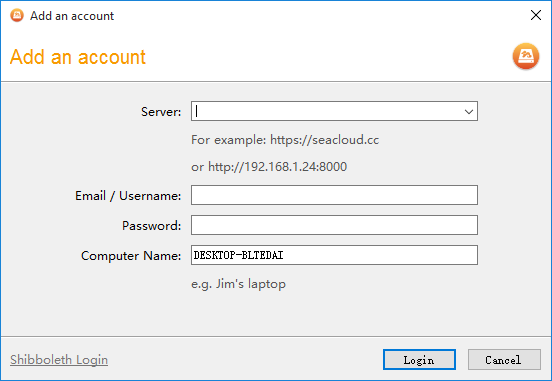 Add an account
Add an account
Server:
For example: https://seacloud.cc
or http://192.168.1.24:8000
Email / Username:
Password:
Computer Name: DESKTOP-BLTEDAI
e.g. Jim's laptop
Shibboleth Login Login Cancel